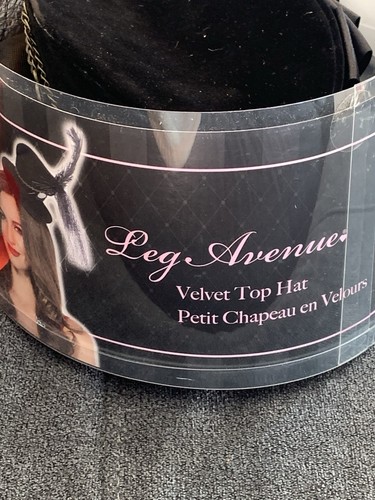 Leg Avenue
Velvet Top Hat
Petit Chapeau en Velours